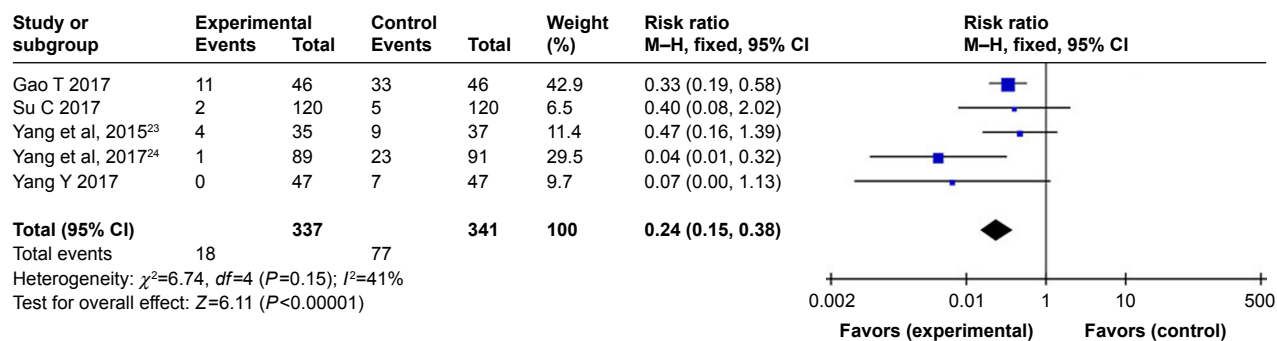 Study or subgroup Experimental Control Weight (%) Risk ratio M–H, fixed, 95% CI Risk ratio M–H, fixed, 95% CI
Events Total Events Total
Gao T 2017 11 46 33 46 42.9 0.33 (0.19, 0.58)
Su C 2017 2 120 5 120 6.5 0.40 (0.08, 2.02)
Yang et al, 2015²³ 4 35 9 37 11.4 0.47 (0.16, 1.39)
Yang et al, 2017²⁴ 1 89 23 91 29.5 0.04 (0.01, 0.32)
Yang Y 2017 0 47 7 47 9.7 0.07 (0.00, 1.13)
Total (95% CI) 337 341 100 0.24 (0.15, 0.38)
Total events 18 77
Heterogeneity: χ²=6.74, df=4 (P=0.15); I²=41%
Test for overall effect: Z=6.11 (P<0.00001)
0.002 0.01 1 10 500
Favors (experimental) Favors (control)